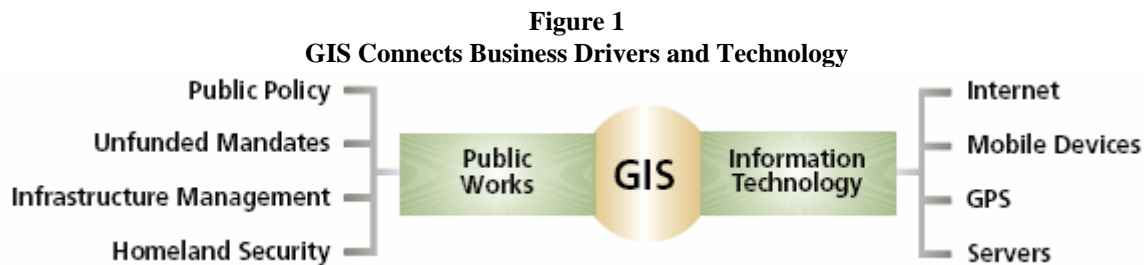 Figure 1
GIS Connects Business Drivers and Technology
Public Policy
Unfunded Mandates
Infrastructure Management
Homeland Security
Public
Works
GIS
Information
Technology
Internet
Mobile Devices
GPS
Servers